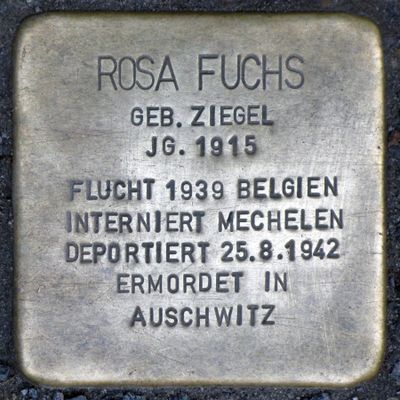 ROSA FUCHS
GEB. ZIEGEL
JG. 1915
FLUCHT 1939 BELGIEN
INTERNIERT MECHELEN
DEPORTIERT 25.8.1942
ERMORDET IN
AUSCHWITZ